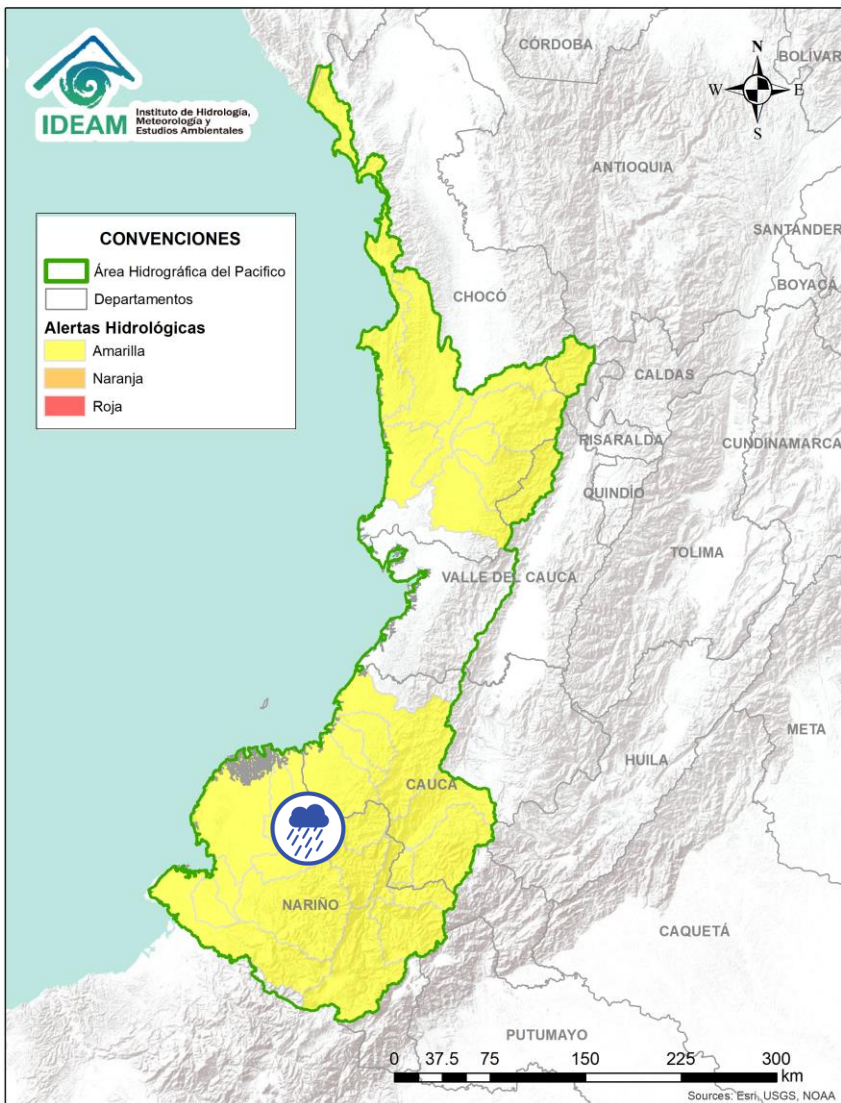 IDEAM
Instituto de Hidrología,
Meteorología y
Estudios Ambientales
N
W E
S
CONVENCIONES
Área Hidrográfica del Pacifico
Departamentos
Alertas Hidrológicas
Amarilla
Naranja
Roja
CÓRDOBA
BOLÍVAR
ANTIOQUIA
SANTANDER
BOYACÁ
CHOCÓ
CALDAS
RISARALDA
CUNDINAMARCA
QUINDÍO
TOLIMA
VALLE DEL CAUCA
META
HUILA
CAUCA
NARIÑO
CAQUETÁ
PUTUMAYO
0 37.5 75 150 225 300
km
Sources: Esri, USGS, NOAA